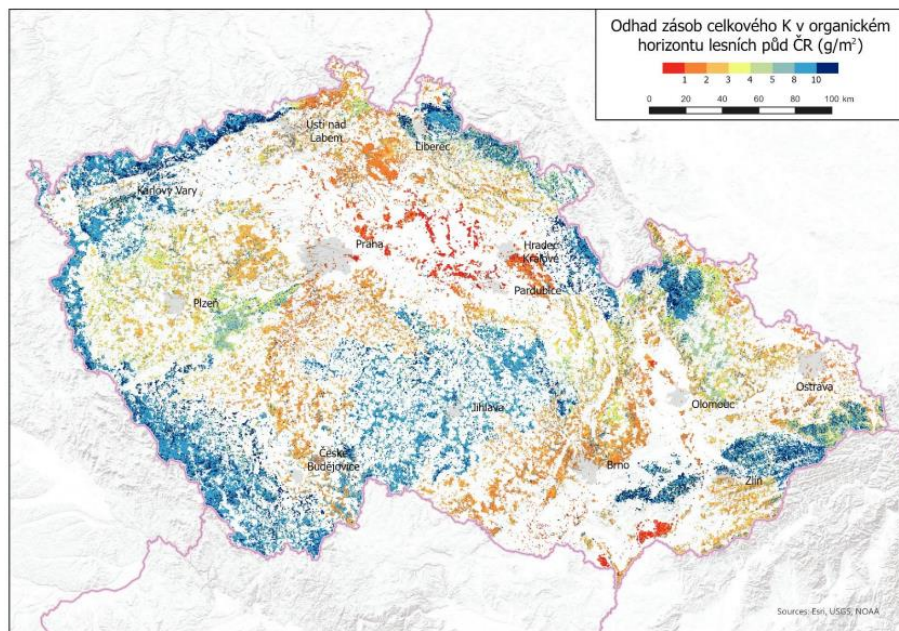 Odhad zásob celkového K v organickém
horizontu lesních půd ČR (g/m²)
1 2 3 4 5 8 10
0 20 40 60 80 100 km
Ústí nad
Labem
Liberec
Karlovy Vary
Praha
Hradec
Králové
Pardubice
Plzeň
Jihlava
Olomouc
Ostrava
České
Budějovice
Brno
Zlín
Sources: Esri, USGS, NOAA